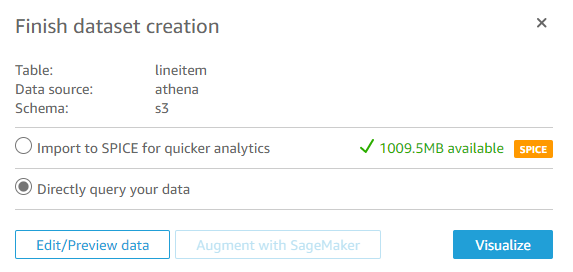 Finish dataset creation
Table: lineitem
Data source: athena
Schema: s3
Import to SPICE for quicker analytics 1009.5MB available SPICE
Directly query your data
Edit/Preview data Augment with SageMaker Visualize